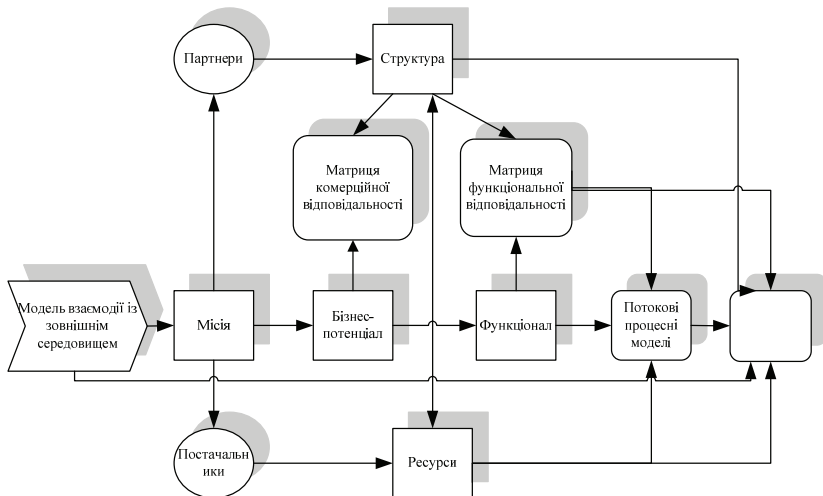 Партнери
Структура
Матриця
комерційної
відповідальності
Матриця
функціональної
відповідальності
Модель взаємодії із
зовнішнім
середовищем
Місія
Бізнес-
потенціал
Функціонал
Потокові
процесні
моделі
Постачальн
ики
Ресурси